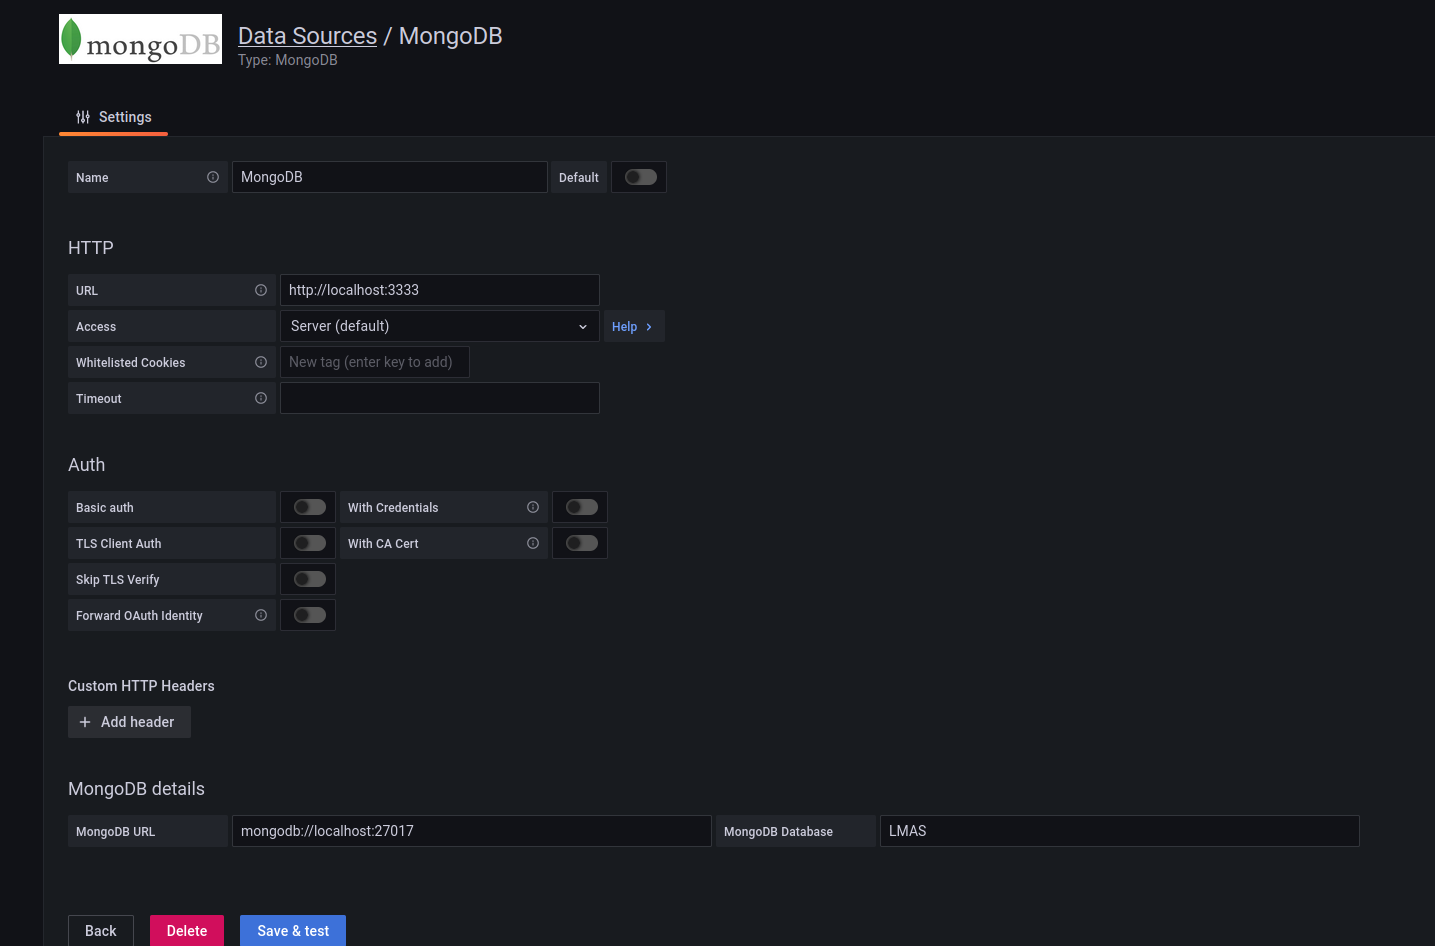 mongoDB
Data Sources / MongoDB
Type: MongoDB
Settings
Name MongoDB Default
HTTP
URL http://localhost:3333
Access Server (default) Help
Whitelisted Cookies New tag (enter key to add)
Timeout
Auth
Basic auth With Credentials
TLS Client Auth With CA Cert
Skip TLS Verify
Forward OAuth Identity
Custom HTTP Headers
+ Add header
MongoDB details
MongoDB URL mongodb://localhost:27017 MongoDB Database LMAS
Back Delete Save & test